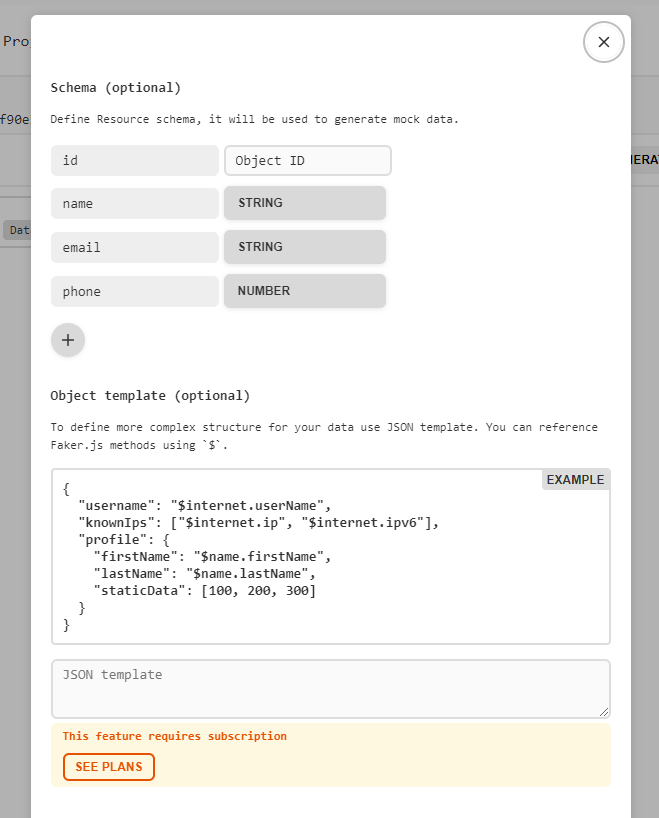 Pro
×
Schema (optional)
f90e
Define Resource schema, it will be used to generate mock data.
id Object ID
NERA
name STRING
Dat
email STRING
phone NUMBER
+
Object template (optional)
To define more complex structure for your data use JSON template. You can reference
Faker.js methods using `$`.
EXAMPLE
{
"username": "$internet.userName",
"knownIps": ["$internet.ip", "$internet.ipv6"],
"profile": {
"firstName": "$name.firstName",
"lastName": "$name.lastName",
"staticData": [100, 200, 300]
}
}
JSON template
This feature requires subscription
SEE PLANS